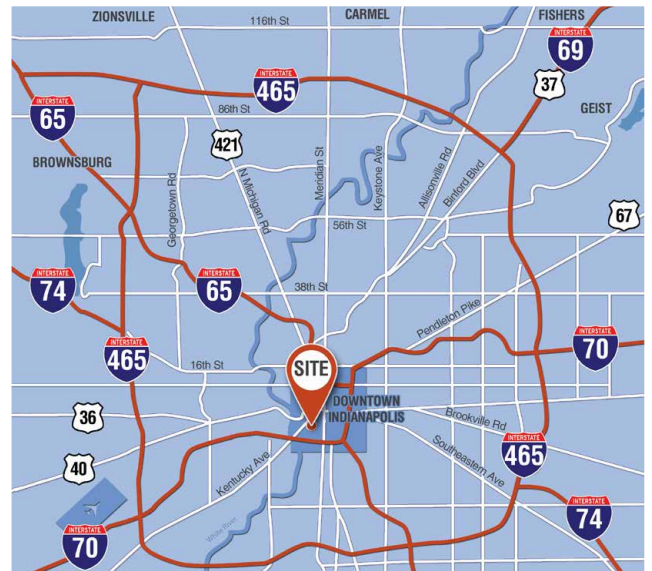 ZIONSVILLE
CARMEL
FISHERS
116th St
INTERSTATE
69
37
INTERSTATE
65
INTERSTATE
465
86th St
GEIST
421
BROWNSBURG
Georgetown Rd
N Michigan Rd
Meridian St
Keystone Ave
Allisonville Rd
Binford Blvd
67
56th St
INTERSTATE
74
INTERSTATE
65
38th St
Pendleton Pike
INTERSTATE
465
16th St
SITE
INTERSTATE
70
DOWNTOWN
INDIANAPOLIS
36
Brookville Rd
40
Kentucky Ave
Southeastern Ave
INTERSTATE
465
INTERSTATE
70
White River
INTERSTATE
74